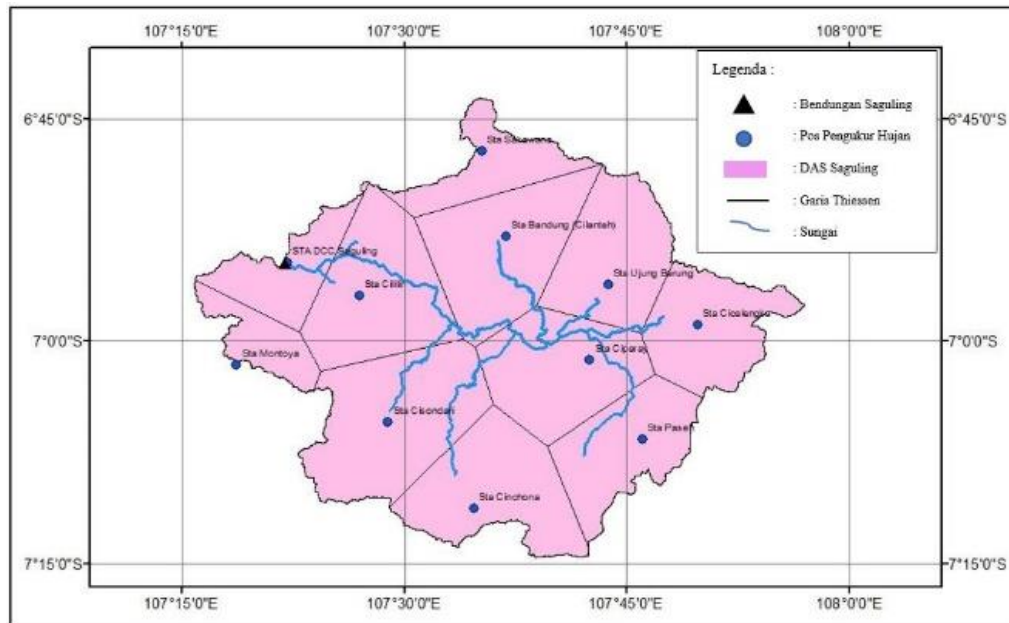 107°15'0"E
107°30'0"E
107°45'0"E
108°0'0"E
Legenda :
: Bendungan Saguling
: Pos Pengukur Hujan
: DAS Saguling
: Garis Thiessen
: Sungai
6°45'0"S
6°45'0"S
Sta Bandung (Cilanteh)
STA DCC Saguling
Sta Ujung Berung
Sta Cililin
Sta Cicalengka
7°0'0"S
7°0'0"S
Sta Montoya
Sta Ciparay
Sta Cisondari
Sta Paseh
Sta Cinchona
7°15'0"S
7°15'0"S
107°15'0"E
107°30'0"E
107°45'0"E
108°0'0"E